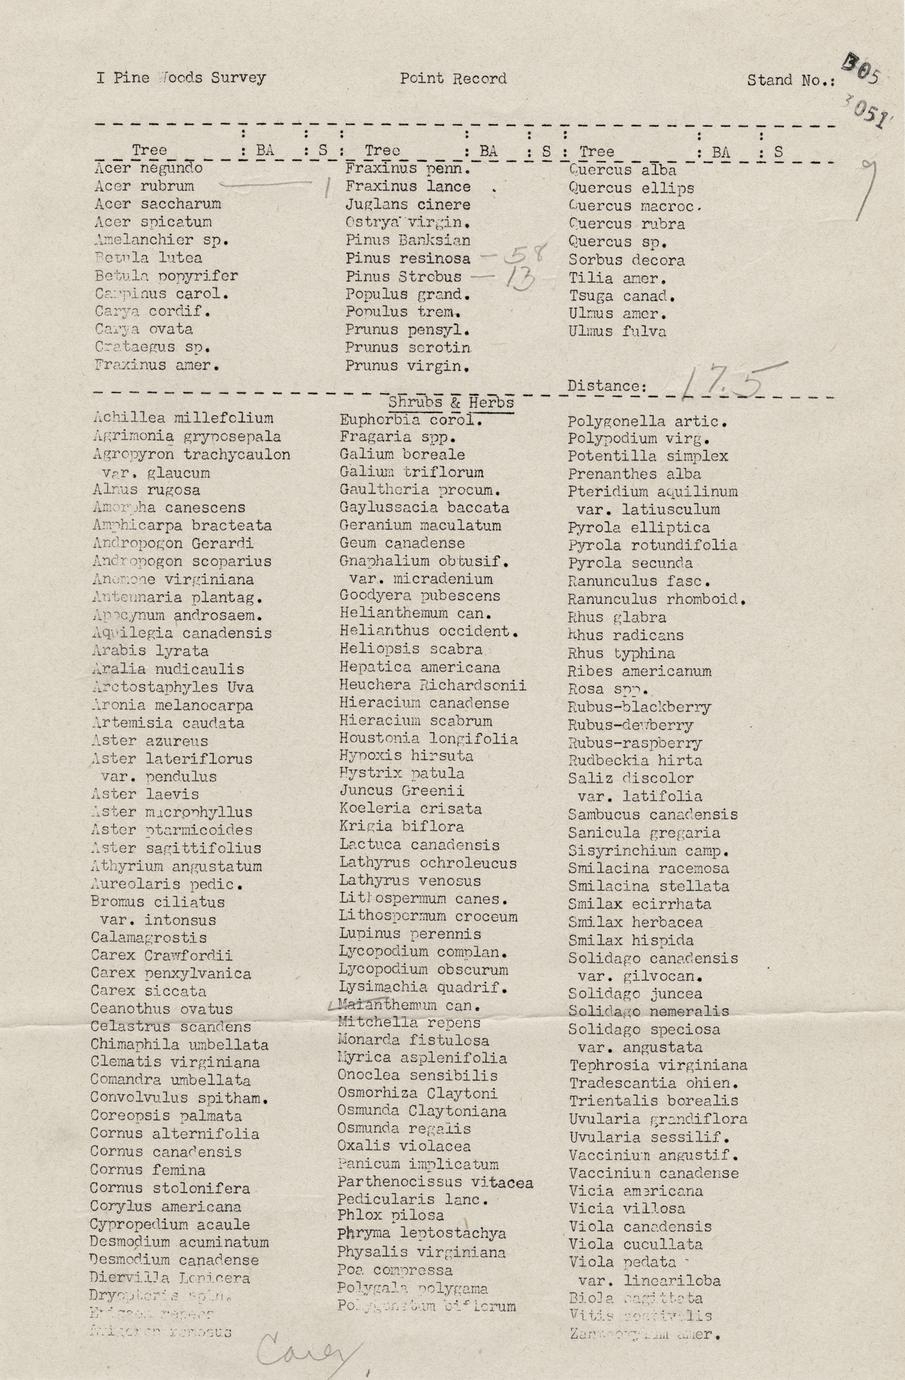 I Pine Woods Survey Point Record Stand No.: 305
3051
9
Tree : BA : S : Tree : BA : S : Tree : BA : S
Acer negundo
Acer rubrum — 1
Acer saccharum
Acer spicatum
Amelanchier sp.
Betula lutea
Betula popyrifer
Carpinus carol.
Carya cordif.
Carya ovata
Crataegus sp.
Fraxinus amer.
Fraxinus penn.
Fraxinus lance .
Juglans cinere
Ostrya virgin.
Pinus Banksian
Pinus resinosa — 58
Pinus Strobus — 13
Populus grand.
Populus trem.
Prunus pensyl.
Prunus serotin
Prunus virgin.
Quercus alba
Quercus ellips
Quercus macroc.
Quercus rubra
Quercus sp.
Sorbus decora
Tilia amer.
Tsuga canad.
Ulmus amer.
Ulmus fulva
Distance: 17.5
Shrubs & Herbs
Achillea millefolium
Agrimonia gryposepala
Agropyron trachycaulon
var. glaucum
Alnus rugosa
Amorpha canescens
Amphicarpa bracteata
Andropogon Gerardi
Andropogon scoparius
Anemone virginiana
Antennaria plantag.
Apocynum androsaem.
Aquilegia canadensis
Arabis lyrata
Aralia nudicaulis
Arctostaphyles Uva
Aronia melanocarpa
Artemisia caudata
Aster azureus
Aster lateriflorus
var. pendulus
Aster laevis
Aster macrophyllus
Aster ptarmicoides
Aster sagittifolius
Athyrium angustatum
Aureolaris pedic.
Bromus ciliatus
var. intonsus
Calamagrostis
Carex Crawfordii
Carex penxylvanica
Carex siccata
Ceanothus ovatus
Celastrus scandens
Chimaphila umbellata
Clematis virginiana
Comandra umbellata
Convolvulus spitham.
Coreopsis palmata
Cornus alternifolia
Cornus canadensis
Cornus femina
Cornus stolonifera
Corylus americana
Cypropedium acaule
Desmodium acuminatum
Desmodium canadense
Diervilla Lonicera
Dryopteris spin.
Euphorbia corol.
Fragaria spp.
Galium boreale
Galium triflorum
Gaultheria procum.
Gaylussacia baccata
Geranium maculatum
Geum canadense
Gnaphalium obtusif.
var. micradenium
Goodyera pubescens
Helianthemum can.
Helianthus occident.
Heliopsis scabra
Hepatica americana
Heuchera Richardsonii
Hieracium canadense
Hieracium scabrum
Houstonia longifolia
Hypoxis hirsuta
Hystrix patula
Juncus Greenii
Koeleria crisata
Krigia biflora
Lactuca canadensis
Lathyrus ochroleucus
Lathyrus venosus
Lithospermum canes.
Lithospermum croceum
Lupinus perennis
Lycopodium complan.
Lycopodium obscurum
Lysimachia quadrif.
Maianthemum can.
Mitchella repens
Monarda fistulosa
Myrica asplenifolia
Onoclea sensibilis
Osmorhiza Claytoni
Osmunda Claytoniana
Osmunda regalis
Oxalis violacea
Panicum implicatum
Parthenocissus vitacea
Pedicularis lanc.
Phlox pilosa
Phryma leptostachya
Physalis virginiana
Poa compressa
Polygala polygama
Polygonatum biflorum
Polygonella artic.
Polypodium virg.
Potentilla simplex
Prenanthes alba
Pteridium aquilinum
var. latiusculum
Pyrola elliptica
Pyrola rotundifolia
Pyrola secunda
Ranunculus fasc.
Ranunculus rhomboid.
Rhus glabra
Rhus radicans
Rhus typhina
Ribes americanum
Rosa spp.
Rubus-blackberry
Rubus-dewberry
Rubus-raspberry
Rudbeckia hirta
Saliz discolor
var. latifolia
Sambucus canadensis
Sanicula gregaria
Sisyrinchium camp.
Smilacina racemosa
Smilacina stellata
Smilax ecirrhata
Smilax herbacea
Smilax hispida
Solidago canadensis
var. gilvocan.
Solidago juncea
Solidago nemeralis
Solidago speciosa
var. angustata
Tephrosia virginiana
Tradescantia ohien.
Trientalis borealis
Uvularia grandiflora
Uvularia sessilif.
Vaccinium angustif.
Vaccinium canadense
Vicia americana
Vicia villosa
Viola canadensis
Viola cucullata
Viola pedata
var. lineariloba
Biola sagittata
Vitis aestivalis
amer.
Carex